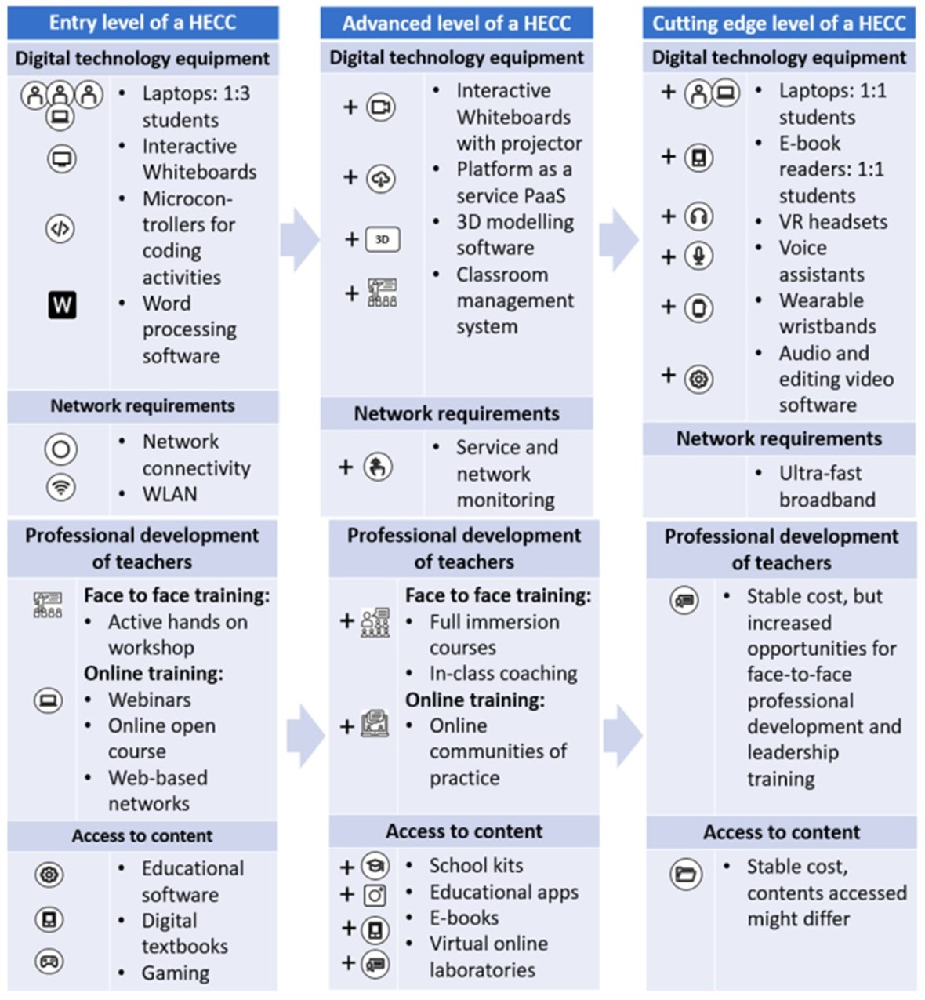 Entry level of a HECC
Digital technology equipment
• Laptops: 1:3
students
• Interactive
Whiteboards
• Microcon-
trollers for
coding
activities
</>
• Word
processing
software
W
Network requirements
• Network
connectivity
• WLAN
Professional development
of teachers
Face to face training:
• Active hands on
workshop
Online training:
• Webinars
• Online open
course
• Web-based
networks
Access to content
• Educational
software
• Digital
textbooks
• Gaming
Advanced level of a HECC
Digital technology equipment
+ • Interactive
Whiteboards
with projector
+ • Platform as a
service PaaS
+ 3D • 3D modelling
software
+ • Classroom
management
system
Network requirements
+ • Service and
network
monitoring
Professional development
of teachers
Face to face training:
+ • Full immersion
courses
• In-class coaching
Online training:
+ • Online
communities of
practice
Access to content
+ • School kits
+ • Educational apps
+ • E-books
+ • Virtual online
laboratories
Cutting edge level of a HECC
Digital technology equipment
+ • Laptops: 1:1
students
+ • E-book
readers: 1:1
students
+ • VR headsets
+ • Voice
assistants
+ • Wearable
wristbands
+ • Audio and
editing video
software
Network requirements
• Ultra-fast
broadband
Professional development
of teachers
• Stable cost, but
increased
opportunities for
face-to-face
professional
development and
leadership
training
Access to content
• Stable cost,
contents accessed
might differ